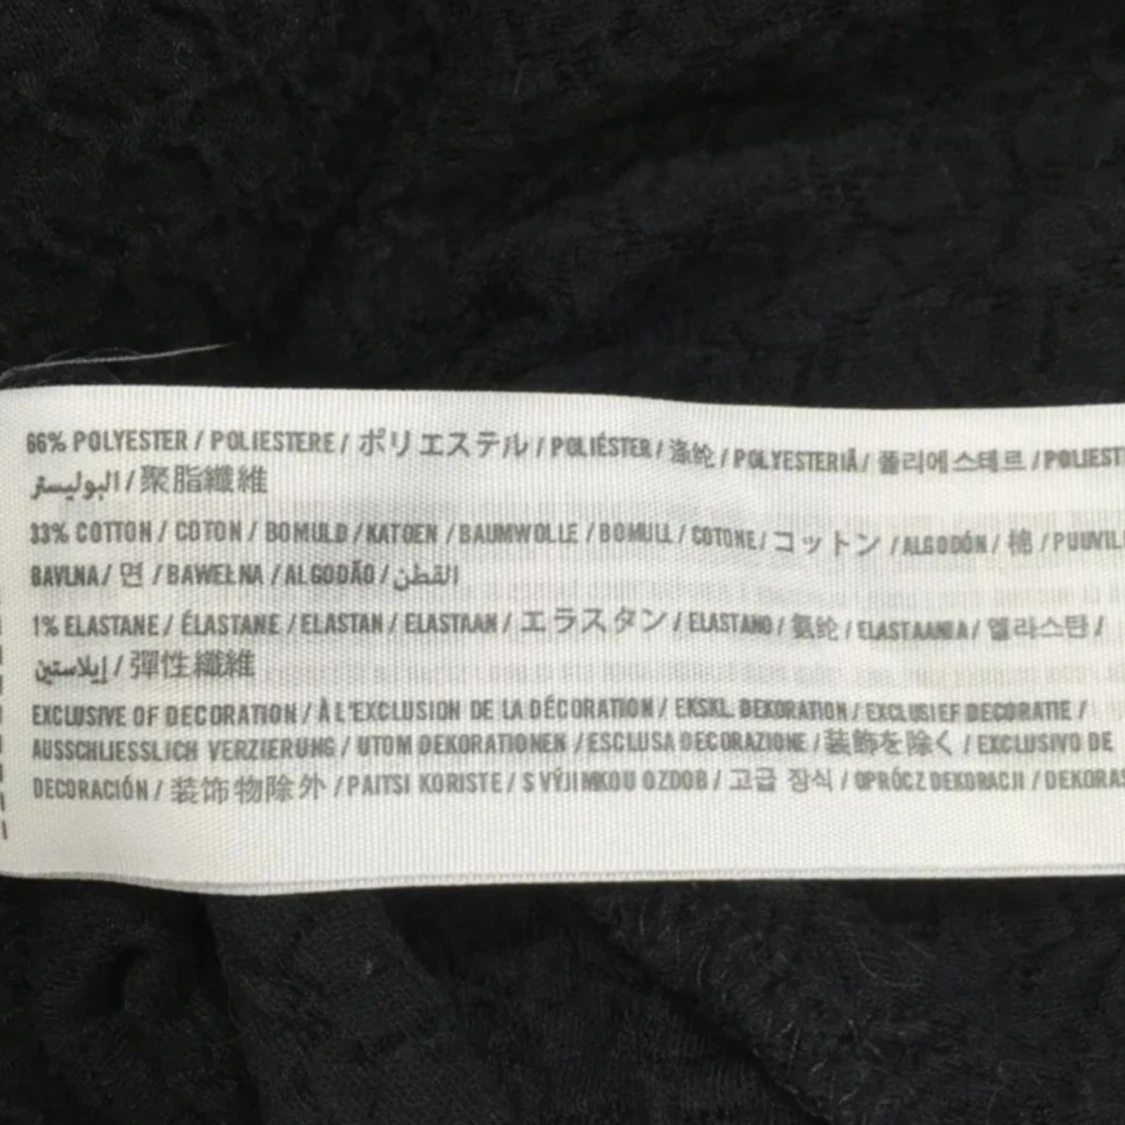 66% POLYESTER / POLIESTERE / ポリエステル / POLIÉSTER / 涤纶 / POLYESTERIÄ / 폴리에스테르 / POLIEST
البوليستر / 聚脂纖維
33% COTTON / COTON / BOMULD / KATOEN / BAUMWOLLE / BOMULL / COTONE / コットン / ALGODÓN / 棉 / PUUVIL
BAVLNA / 면 / BAWEŁNA / ALGODÃO / القطن
1% ELASTANE / ÉLASTANE / ELASTAN / ELASTAAN / エラスタン / ELASTANO / 氨纶 / ELASTAANIA / 엘라스탄 /
إيلاستين / 彈性纖維
EXCLUSIVE OF DECORATION / À L'EXCLUSION DE LA DÉCORATION / EKSKL. DEKORATION / EXCLUSIEF DECORATIE /
AUSSCHLIESSLICH VERZIERUNG / UTOM DEKORATIONEN / ESCLUSA DECORAZIONE / 装飾を除く / EXCLUSIVO DE
DECORACIÓN / 装饰物除外 / PAITSI KORISTE / S VÝJIMKOU OZDOB / 고급 장식 / OPRÓCZ DEKORACJI / DEKORAS